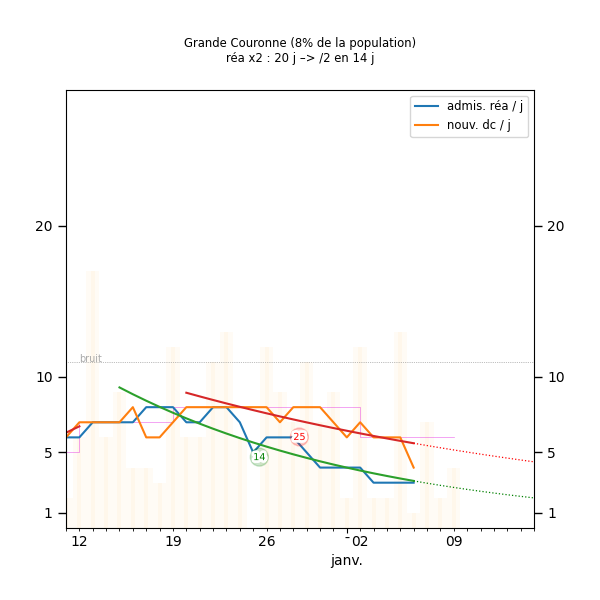 Grande Couronne (8% de la population)
réa x2 : 20 j –> /2 en 14 j
admis. réa / j
nouv. dc / j
20 20
bruit
10 10
25
14
5 5
1 1
12 19 26 02 09
janv.